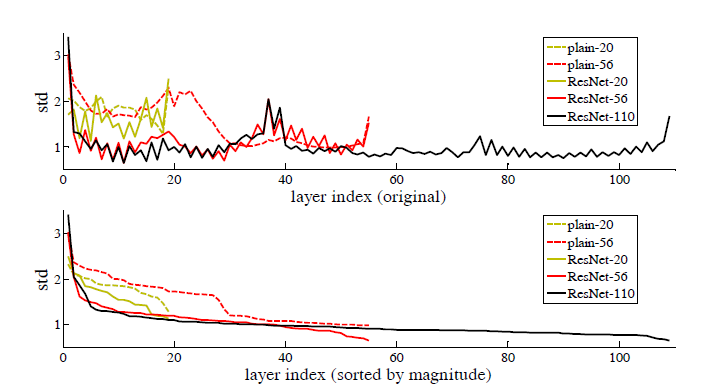 3
2
1
std
0 20 40 60 80 100
layer index (original)
plain-20
plain-56
ResNet-20
ResNet-56
ResNet-110
3
2
1
std
0 20 40 60 80 100
layer index (sorted by magnitude)
plain-20
plain-56
ResNet-20
ResNet-56
ResNet-110